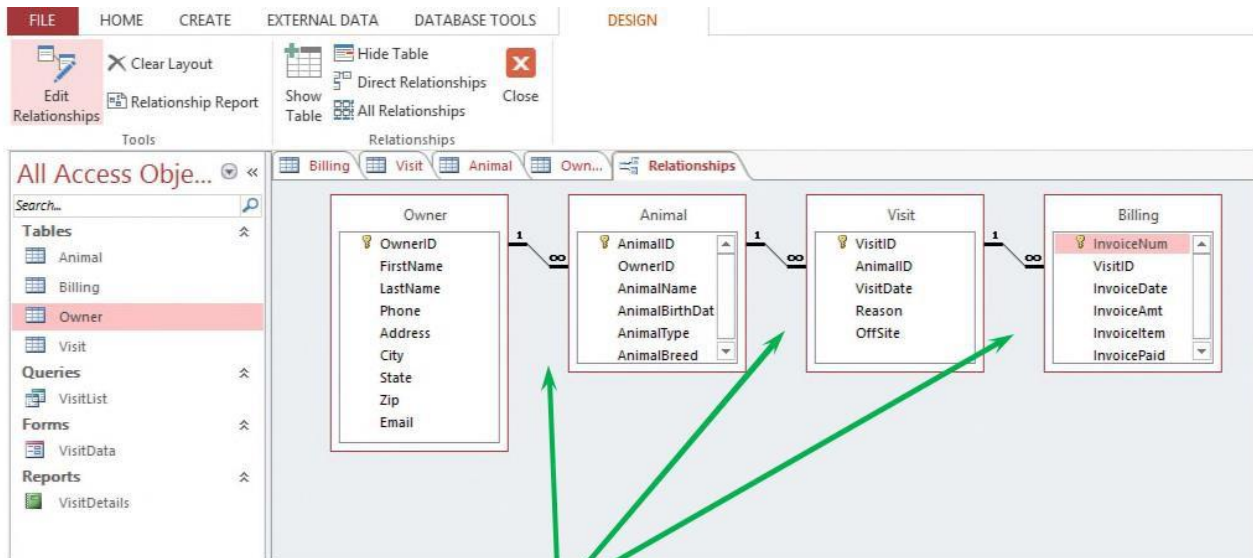 FILE HOME CREATE EXTERNAL DATA DATABASE TOOLS DESIGN
Edit Relationships
Clear Layout
Relationship Report
Tools
Show Table
Hide Table
Direct Relationships
All Relationships
Close
Relationships
All Access Obje...
Search...
Tables
Animal
Billing
Owner
Visit
Queries
VisitList
Forms
VisitData
Reports
VisitDetails
Billing Visit Animal Own... Relationships
Owner
OwnerID
FirstName
LastName
Phone
Address
City
State
Zip
Email
1 ∞
Animal
AnimalID
OwnerID
AnimalName
AnimalBirthDat
AnimalType
AnimalBreed
1 ∞
Visit
VisitID
AnimalID
VisitDate
Reason
OffSite
1 ∞
Billing
InvoiceNum
VisitID
InvoiceDate
InvoiceAmt
InvoiceItem
InvoicePaid